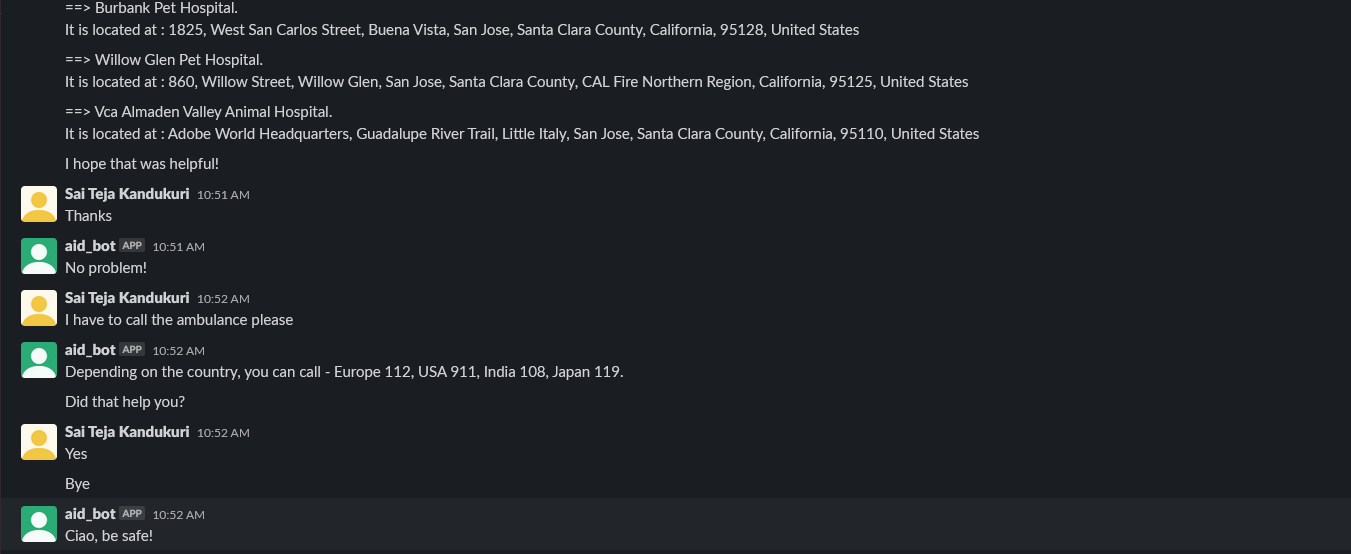 ==> Burbank Pet Hospital.
It is located at : 1825, West San Carlos Street, Buena Vista, San Jose, Santa Clara County, California, 95128, United States
==> Willow Glen Pet Hospital.
It is located at : 860, Willow Street, Willow Glen, San Jose, Santa Clara County, CAL Fire Northern Region, California, 95125, United States
==> Vca Almaden Valley Animal Hospital.
It is located at : Adobe World Headquarters, Guadalupe River Trail, Little Italy, San Jose, Santa Clara County, California, 95110, United States
I hope that was helpful!
Sai Teja Kandukuri 10:51 AM
Thanks
aid_bot APP 10:51 AM
No problem!
Sai Teja Kandukuri 10:52 AM
I have to call the ambulance please
aid_bot APP 10:52 AM
Depending on the country, you can call - Europe 112, USA 911, India 108, Japan 119.
Did that help you?
Sai Teja Kandukuri 10:52 AM
Yes
Bye
aid_bot APP 10:52 AM
Ciao, be safe!